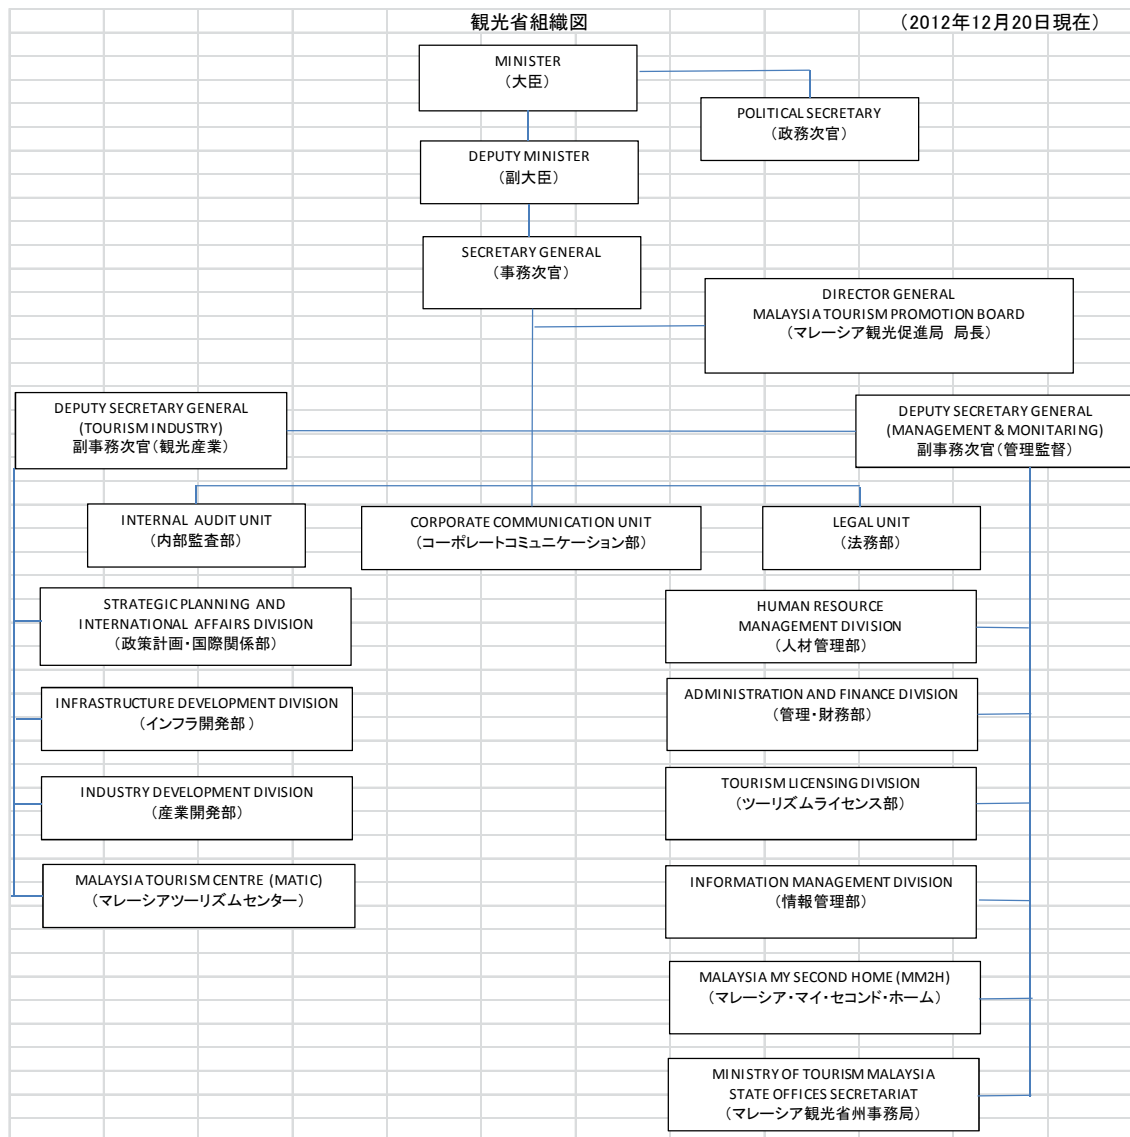 観光省組織図
（2012年12月20日現在）
MINISTER
（大臣）
POLITICAL SECRETARY
（政務次官）
DEPUTY MINISTER
（副大臣）
SECRETARY GENERAL
（事務次官）
DIRECTOR GENERAL
MALAYSIA TOURISM PROMOTION BOARD
（マレーシア観光促進局 局長）
DEPUTY SECRETARY GENERAL
(TOURISM INDUSTRY)
副事務次官（観光産業）
DEPUTY SECRETARY GENERAL
(MANAGEMENT & MONITARING)
副事務次官（管理監督）
INTERNAL AUDIT UNIT
（内部監査部）
CORPORATE COMMUNICATION UNIT
（コーポレートコミュニケーション部）
LEGAL UNIT
（法務部）
STRATEGIC PLANNING AND
INTERNATIONAL AFFAIRS DIVISION
（政策計画・国際関係部）
INFRASTRUCTURE DEVELOPMENT DIVISION
（インフラ開発部）
INDUSTRY DEVELOPMENT DIVISION
（産業開発部）
MALAYSIA TOURISM CENTRE (MATIC)
（マレーシアツーリズムセンター）
HUMAN RESOURCE
MANAGEMENT DIVISION
（人材管理部）
ADMINISTRATION AND FINANCE DIVISION
（管理・財務部）
TOURISM LICENSING DIVISION
（ツーリズムライセンス部）
INFORMATION MANAGEMENT DIVISION
（情報管理部）
MALAYSIA MY SECOND HOME (MM2H)
（マレーシア・マイ・セコンド・ホーム）
MINISTRY OF TOURISM MALAYSIA
STATE OFFICES SECRETARIAT
（マレーシア観光省州事務局）